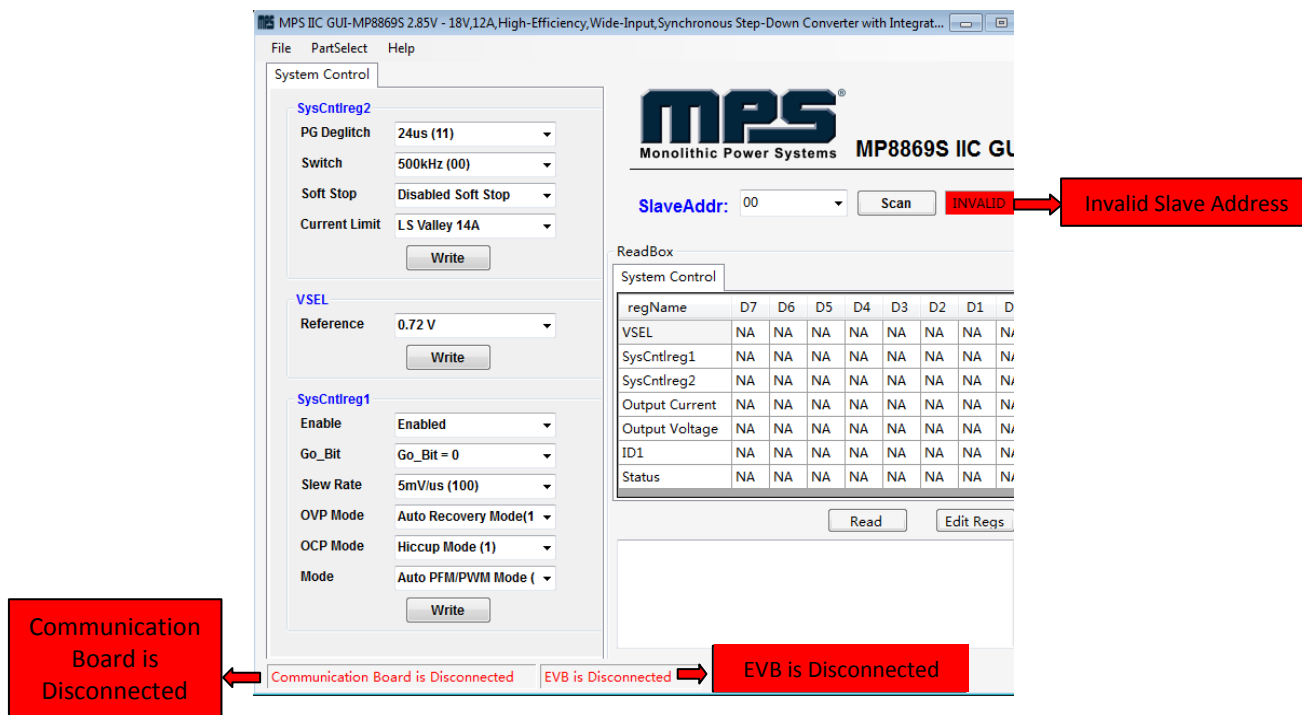 MPS IIC GUI-MP8869S 2.85V - 18V,12A,High-Efficiency,Wide-Input,Synchronous Step-Down Converter with Integrat...
File PartSelect Help
System Control
SysCntlreg2
PG Deglitch 24us (11)
Switch 500kHz (00)
Soft Stop Disabled Soft Stop
Current Limit LS Valley 14A
Write
VSEL
Reference 0.72 V
Write
SysCntlreg1
Enable Enabled
Go_Bit Go_Bit = 0
Slew Rate 5mV/us (100)
OVP Mode Auto Recovery Mode(1
OCP Mode Hiccup Mode (1)
Mode Auto PFM/PWM Mode (
Write
mps®
Monolithic Power Systems MP8869S IIC GU
SlaveAddr: 00 Scan INVALID
Invalid Slave Address
ReadBox
System Control
regName D7 D6 D5 D4 D3 D2 D1 D
VSEL NA NA NA NA NA NA NA NA
SysCntlreg1 NA NA NA NA NA NA NA NA
SysCntlreg2 NA NA NA NA NA NA NA NA
Output Current NA NA NA NA NA NA NA NA
Output Voltage NA NA NA NA NA NA NA NA
ID1 NA NA NA NA NA NA NA NA
Status NA NA NA NA NA NA NA NA
Read Edit Regs
Communication Board is Disconnected EVB is Disconnected
Communication
Board is
Disconnected
EVB is Disconnected